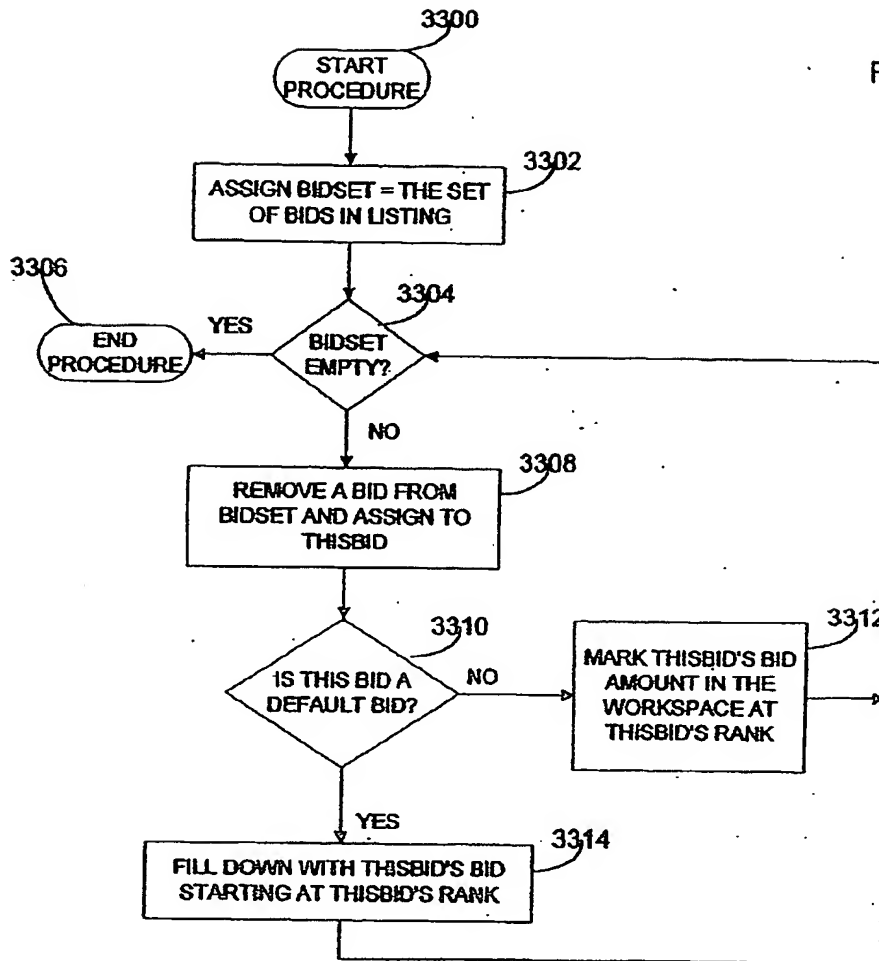 3300
START
PROCEDURE
F
3302
ASSIGN BIDSET = THE SET
OF BIDS IN LISTING
3306
3304
YES
END
PROCEDURE
BIDSET
EMPTY?
NO
3308
REMOVE A BID FROM
BIDSET AND ASSIGN TO
THISBID
3310
3312
IS THIS BID A
DEFAULT BID?
NO
MARK THISBID'S BID
AMOUNT IN THE
WORKSPACE AT
THISBID'S RANK
YES
3314
FILL DOWN WITH THISBID'S BID
STARTING AT THISBID'S RANK